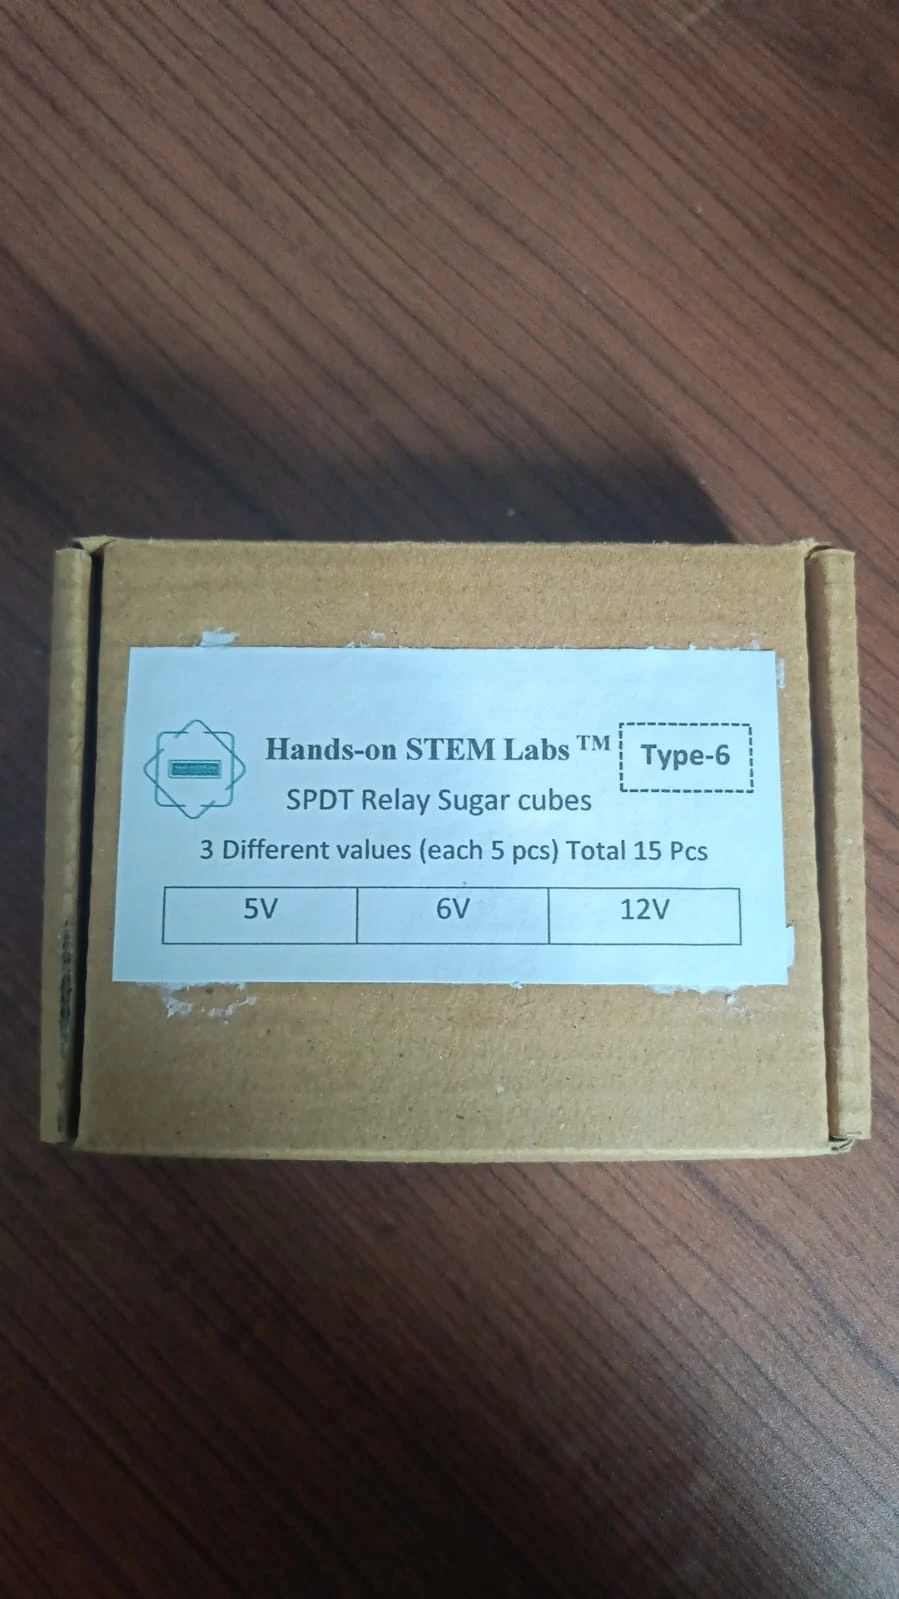 Hands-on STEM Labs ™
Type-6
SPDT Relay Sugar cubes
3 Different values (each 5 pcs) Total 15 Pcs
5V
6V
12V